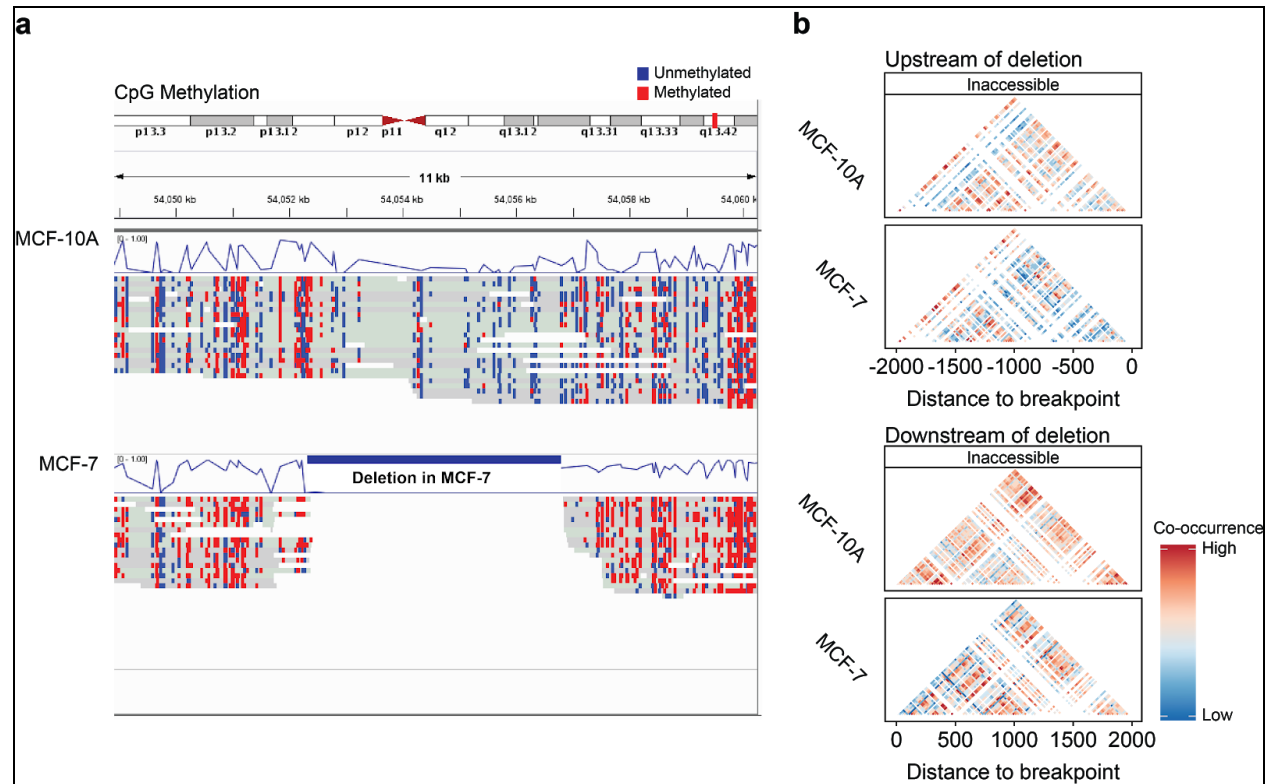 a
CpG Methylation
Unmethylated
Methylated
p13.3 p13.2 p13.12 p12 p11 q12 q13.12 q13.31 q13.33 q13.42
11 kb
54,050 kb 54,052 kb 54,054 kb 54,056 kb 54,058 kb 54,060 k
MCF-10A
[0 - 1.00]
MCF-7
[0 - 1.00]
Deletion in MCF-7
b
Upstream of deletion
Inaccessible
MCF-10A
MCF-7
-2000 -1500 -1000 -500 0
Distance to breakpoint
Downstream of deletion
Inaccessible
MCF-10A
MCF-7
0 500 1000 1500 2000
Distance to breakpoint
Co-occurrence
High
Low